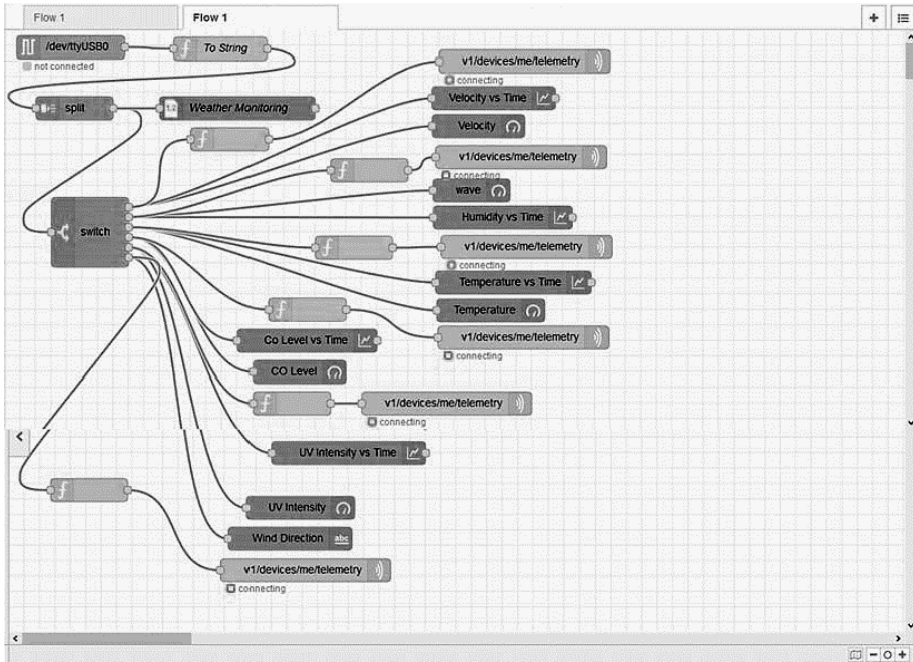 Flow 1
Flow 1
/dev/ttyUSB0
To String
not connected
v1/devices/me/telemetry
connecting
split
Weather Monitoring
Velocity vs Time
Velocity
v1/devices/me/telemetry
connecting
wave
switch
Humidity vs Time
v1/devices/me/telemetry
connecting
Temperature vs Time
Temperature
v1/devices/me/telemetry
connecting
Co Level vs Time
CO Level
v1/devices/me/telemetry
connecting
UV Intensity vs Time
UV Intensity
Wind Direction
abc
v1/devices/me/telemetry
connecting